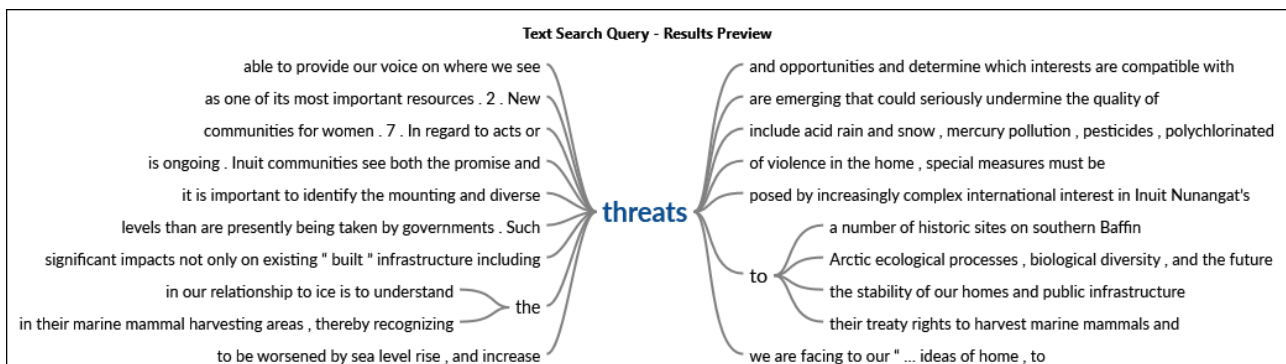 Text Search Query - Results Preview
able to provide our voice on where we see
as one of its most important resources . 2 . New
communities for women . 7 . In regard to acts or
is ongoing . Inuit communities see both the promise and
it is important to identify the mounting and diverse
levels than are presently being taken by governments . Such
significant impacts not only on existing “ built ” infrastructure including
in our relationship to ice is to understand
the
in their marine mammal harvesting areas , thereby recognizing
to be worsened by sea level rise , and increase
threats
and opportunities and determine which interests are compatible with
are emerging that could seriously undermine the quality of
include acid rain and snow , mercury pollution , pesticides , polychlorinated
of violence in the home , special measures must be
posed by increasingly complex international interest in Inuit Nunangat's
to
a number of historic sites on southern Baffin
Arctic ecological processes , biological diversity , and the future
the stability of our homes and public infrastructure
their treaty rights to harvest marine mammals and
we are facing to our “ ... ideas of home , to